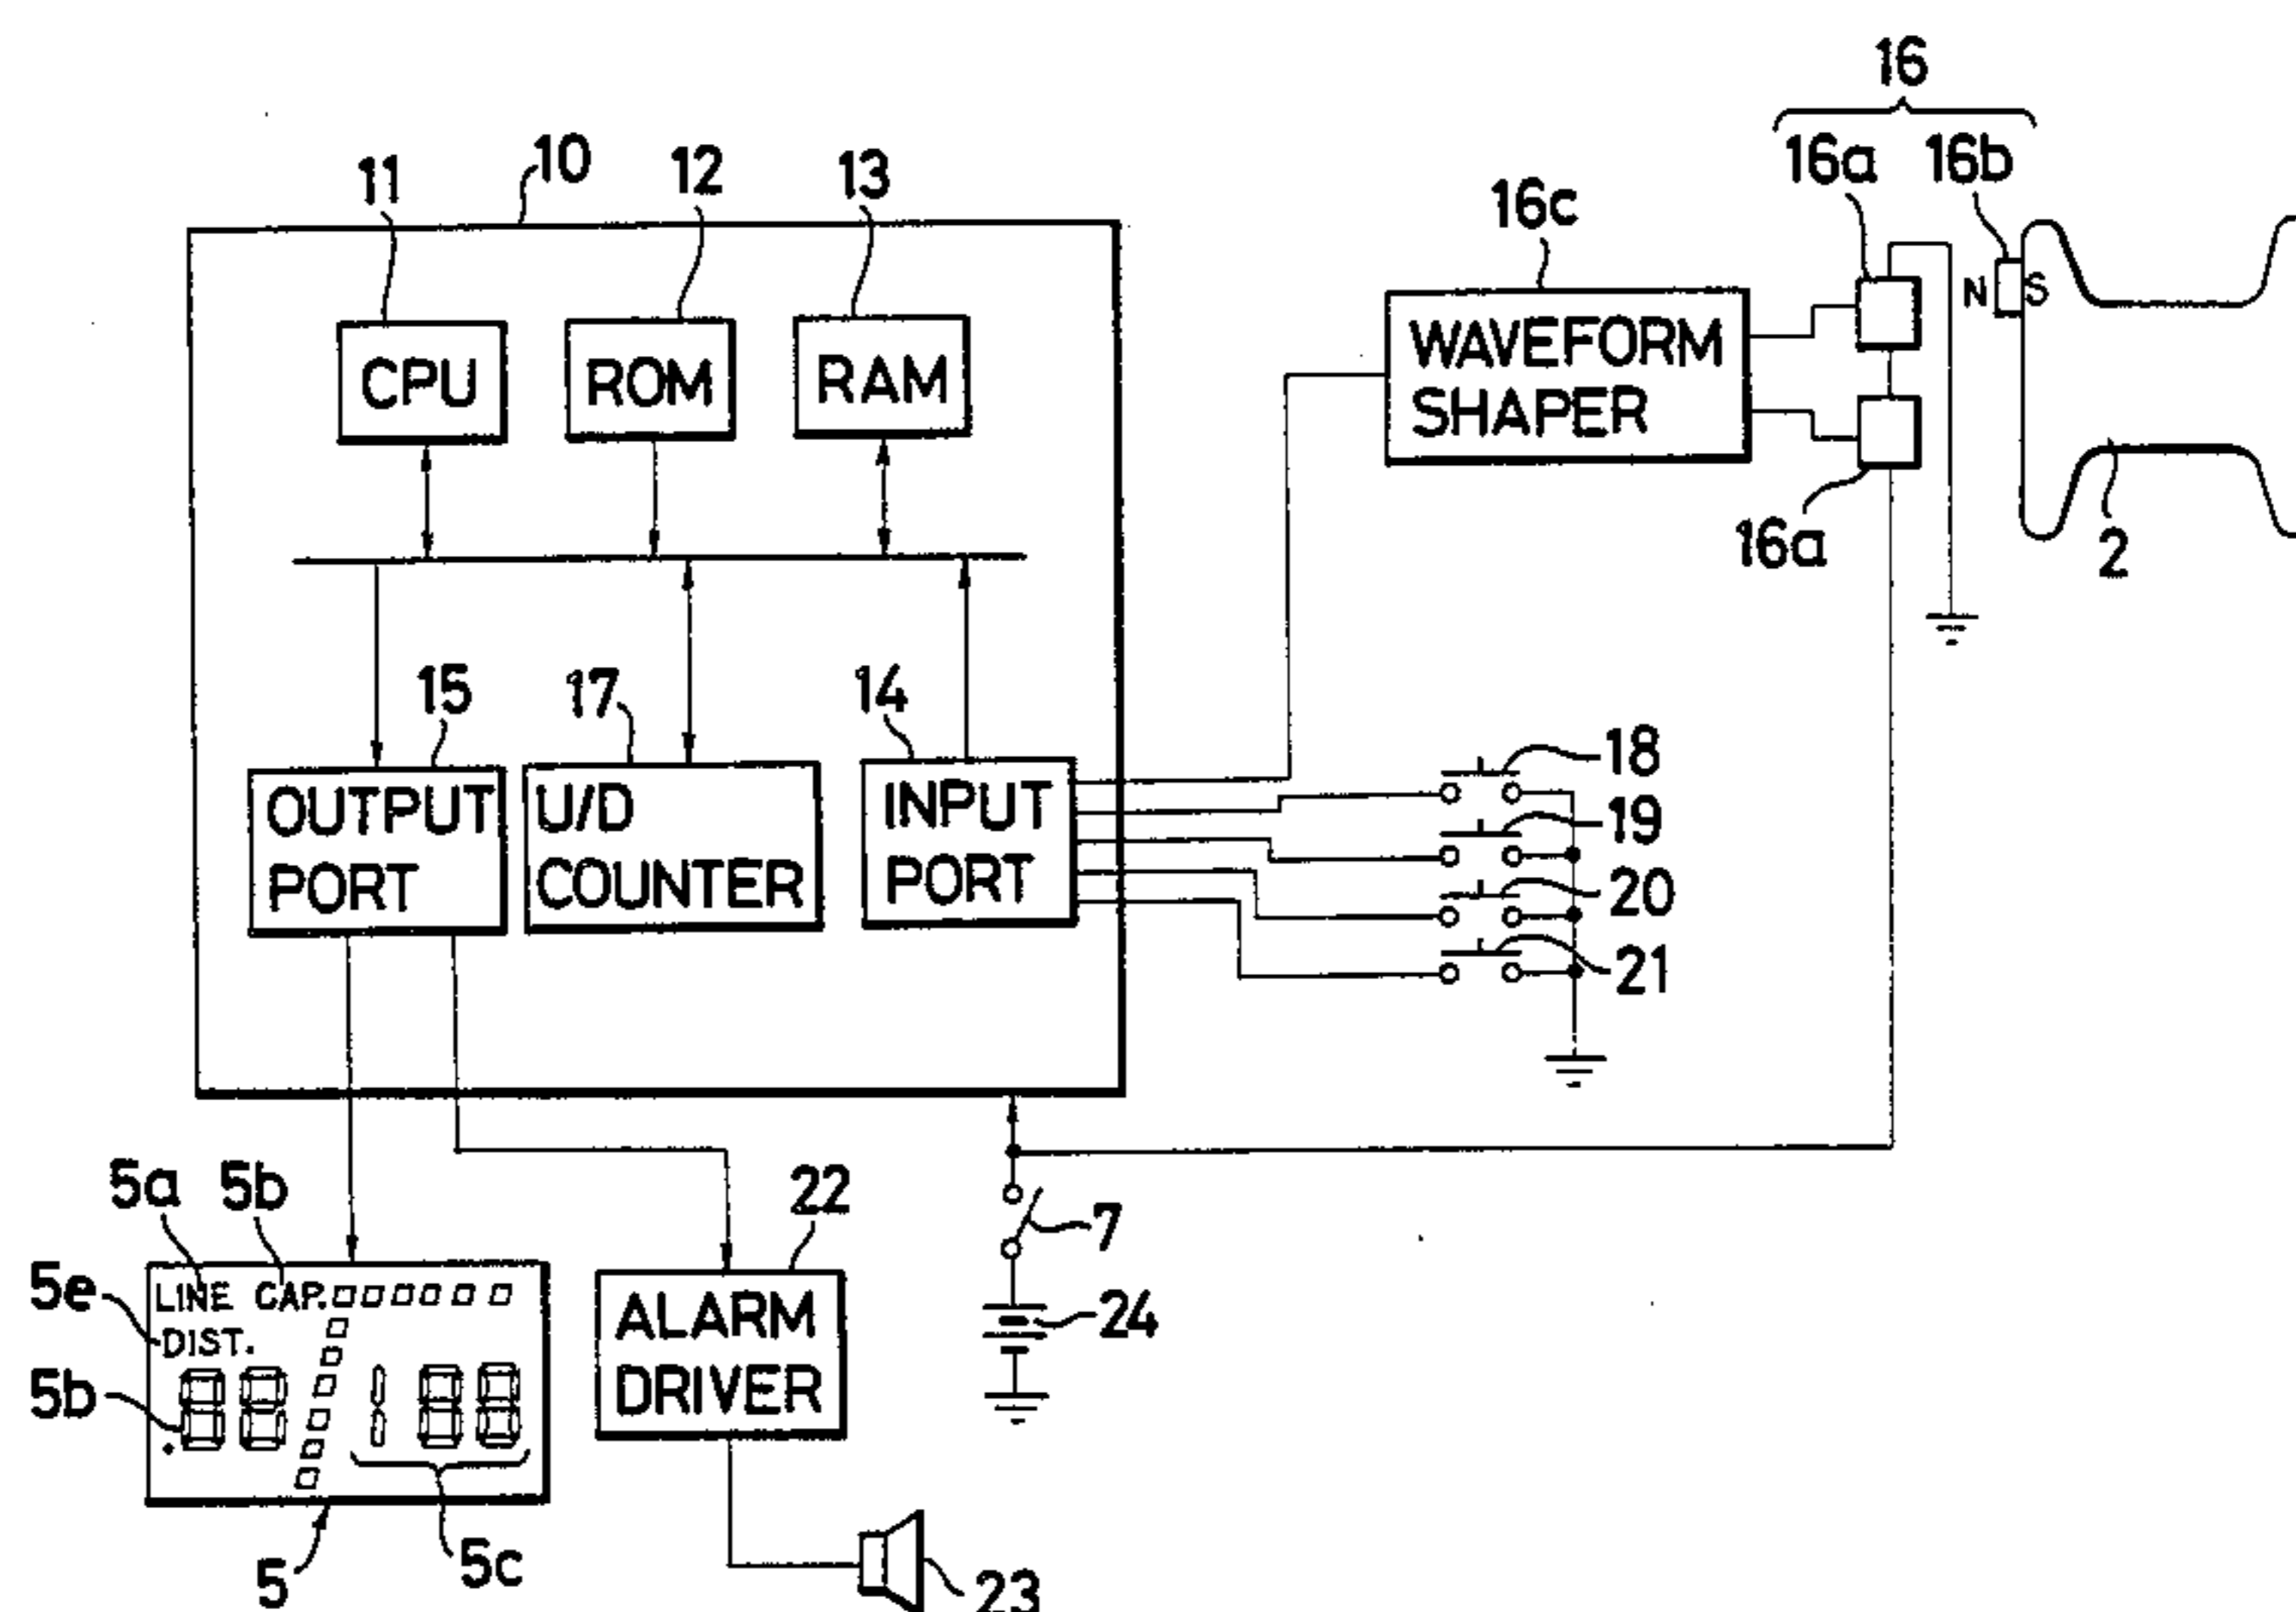 16
16a 16b
10
11 12 13
16c
N S
CPU ROM RAM
WAVEFORM
SHAPER
16a
2
15 17 14
OUTPUT
PORT
U/D
COUNTER
INPUT
PORT
18
19
20
21
5a 5b 22
7
5e
LINE CAP.
DIST.
5b
24
ALARM
DRIVER
5 5c
23